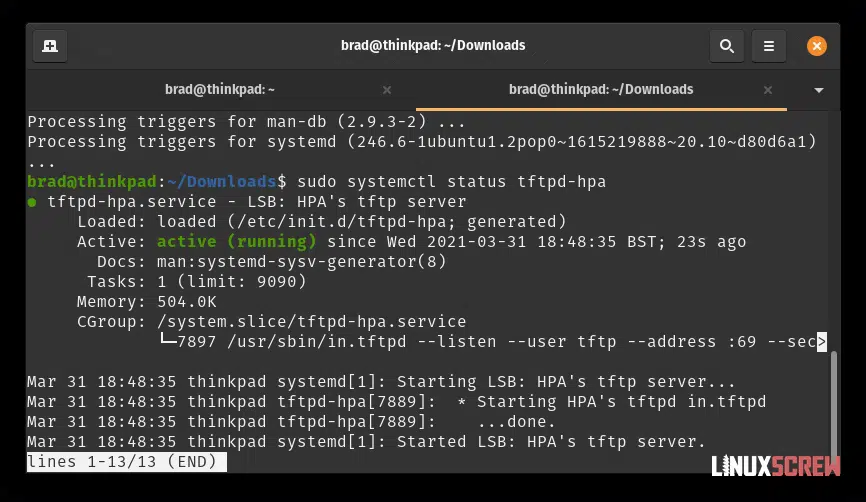 brad@thinkpad: ~/Downloads
brad@thinkpad: ~
brad@thinkpad: ~/Downloads
Processing triggers for man-db (2.9.3-2) ...
Processing triggers for systemd (246.6-1ubuntu1.2pop0~1615219888~20.10~d80d6a1)
...
brad@thinkpad:~/Downloads$ sudo systemctl status tftpd-hpa
● tftpd-hpa.service - LSB: HPA's tftp server
     Loaded: loaded (/etc/init.d/tftpd-hpa; generated)
     Active: active (running) since Wed 2021-03-31 18:48:35 BST; 23s ago
       Docs: man:systemd-sysv-generator(8)
      Tasks: 1 (limit: 9090)
     Memory: 504.0K
     CGroup: /system.slice/tftpd-hpa.service
             └─7897 /usr/sbin/in.tftpd --listen --user tftp --address :69 --sec>
Mar 31 18:48:35 thinkpad systemd[1]: Starting LSB: HPA's tftp server...
Mar 31 18:48:35 thinkpad tftpd-hpa[7889]:  * Starting HPA's tftpd in.tftpd
Mar 31 18:48:35 thinkpad tftpd-hpa[7889]:    ...done.
Mar 31 18:48:35 thinkpad systemd[1]: Started LSB: HPA's tftp server.
lines 1-13/13 (END)
LINUXSCREW